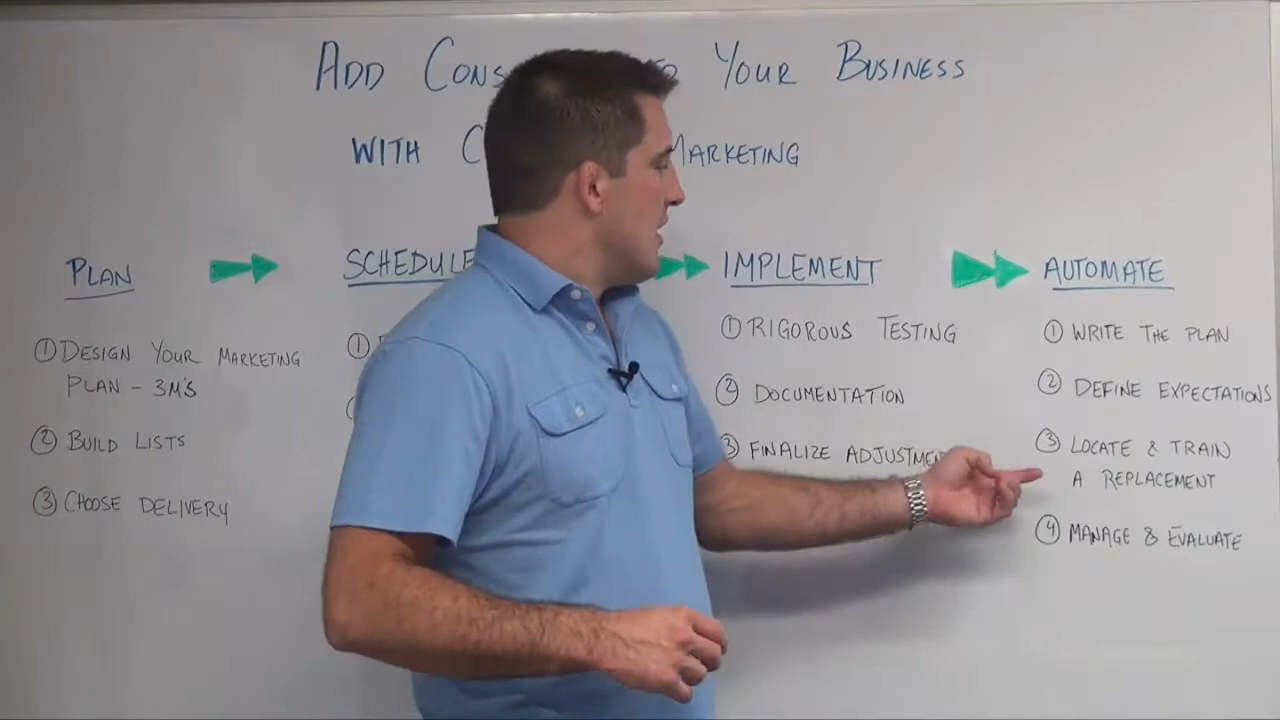 ADD YOUR BUSINESS
WITH MARKETING
PLAN
① DESIGN YOUR MARKETING
PLAN - 3M'S
② BUILD LISTS
③ CHOOSE DELIVERY
SCHEDULE
①
IMPLEMENT
① RIGOROUS TESTING
② DOCUMENTATION
③ FINALIZE
AUTOMATE
① WRITE THE PLAN
② DEFINE EXPECTATIONS
③ LOCATE & TRAIN
A REPLACEMENT
④ MANAGE & EVALUATE